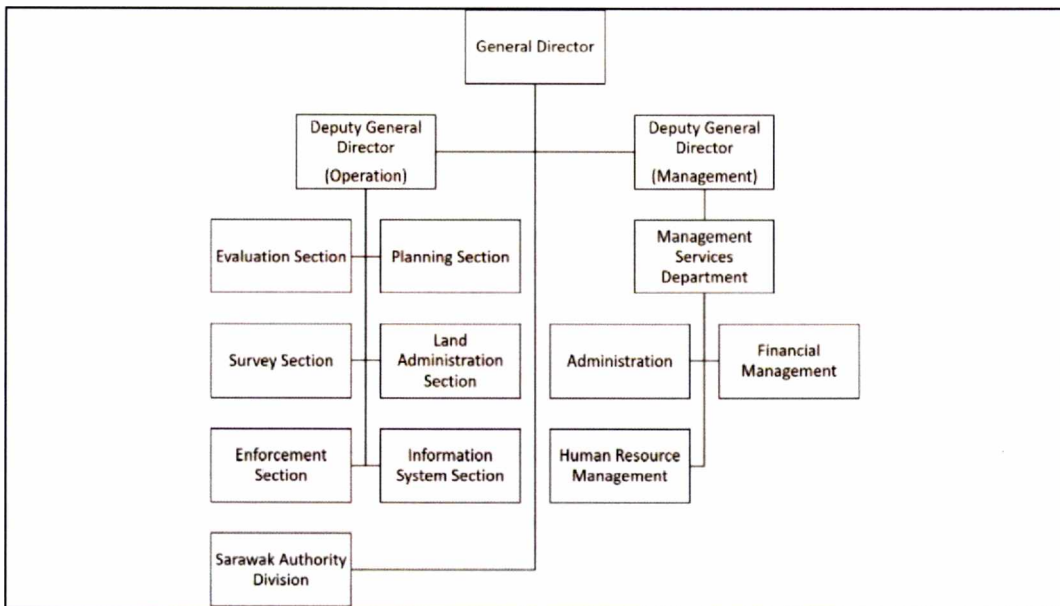 General Director
Deputy General
Director
(Operation)
Deputy General
Director
(Management)
Evaluation Section
Planning Section
Management
Services
Department
Survey Section
Land
Administration
Section
Administration
Financial
Management
Enforcement
Section
Information
System Section
Human Resource
Management
Sarawak Authority
Division